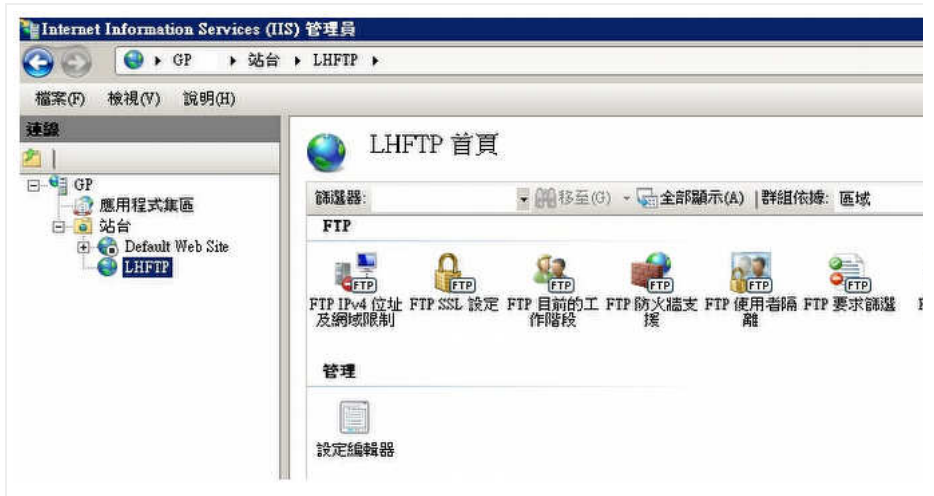 Internet Information Services (IIS) 管理員
GP ▸ 站台 ▸ LHFTP ▸
檔案(F) 檢視(V) 說明(H)
連線
GP
應用程式集區
站台
Default Web Site
LHFTP
LHFTP 首頁
篩選器: 移至(G) 全部顯示(A) 群組依據: 區域
FTP
FTP IPv4 位址及網域限制
FTP SSL 設定
FTP 目前的工作階段
FTP 防火牆支援
FTP 使用者隔離
FTP 要求篩選
管理
設定編輯器